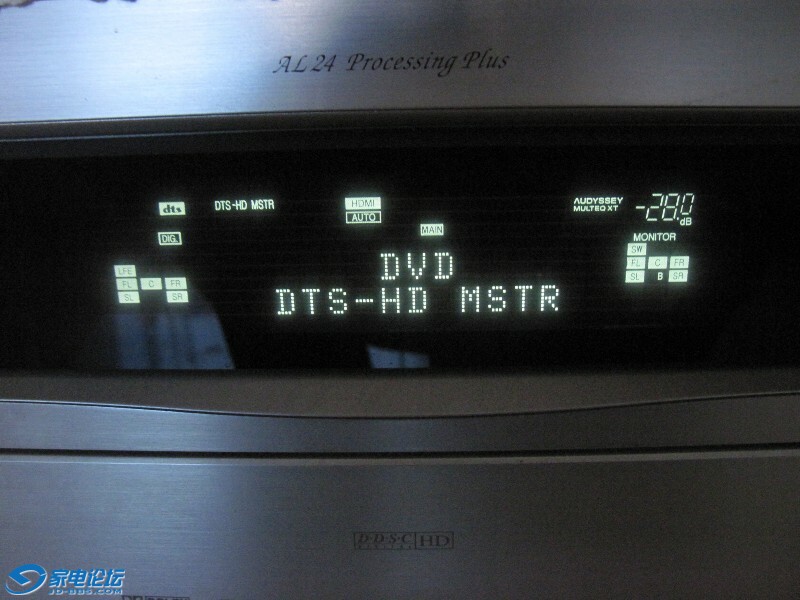 AL24 Processing Plus
dts DTS-HD MSTR HDMI AUDYSSEY MULTEQ XT -28.0 dB
AUTO
DIG. MAIN MONITOR
SW
DVD FL C FR
LFE SL B SR
FL C FR
SL SR DTS-HD MSTR
D·D·S·C HD
DIGITAL
家电论坛
JD-BBS.COM